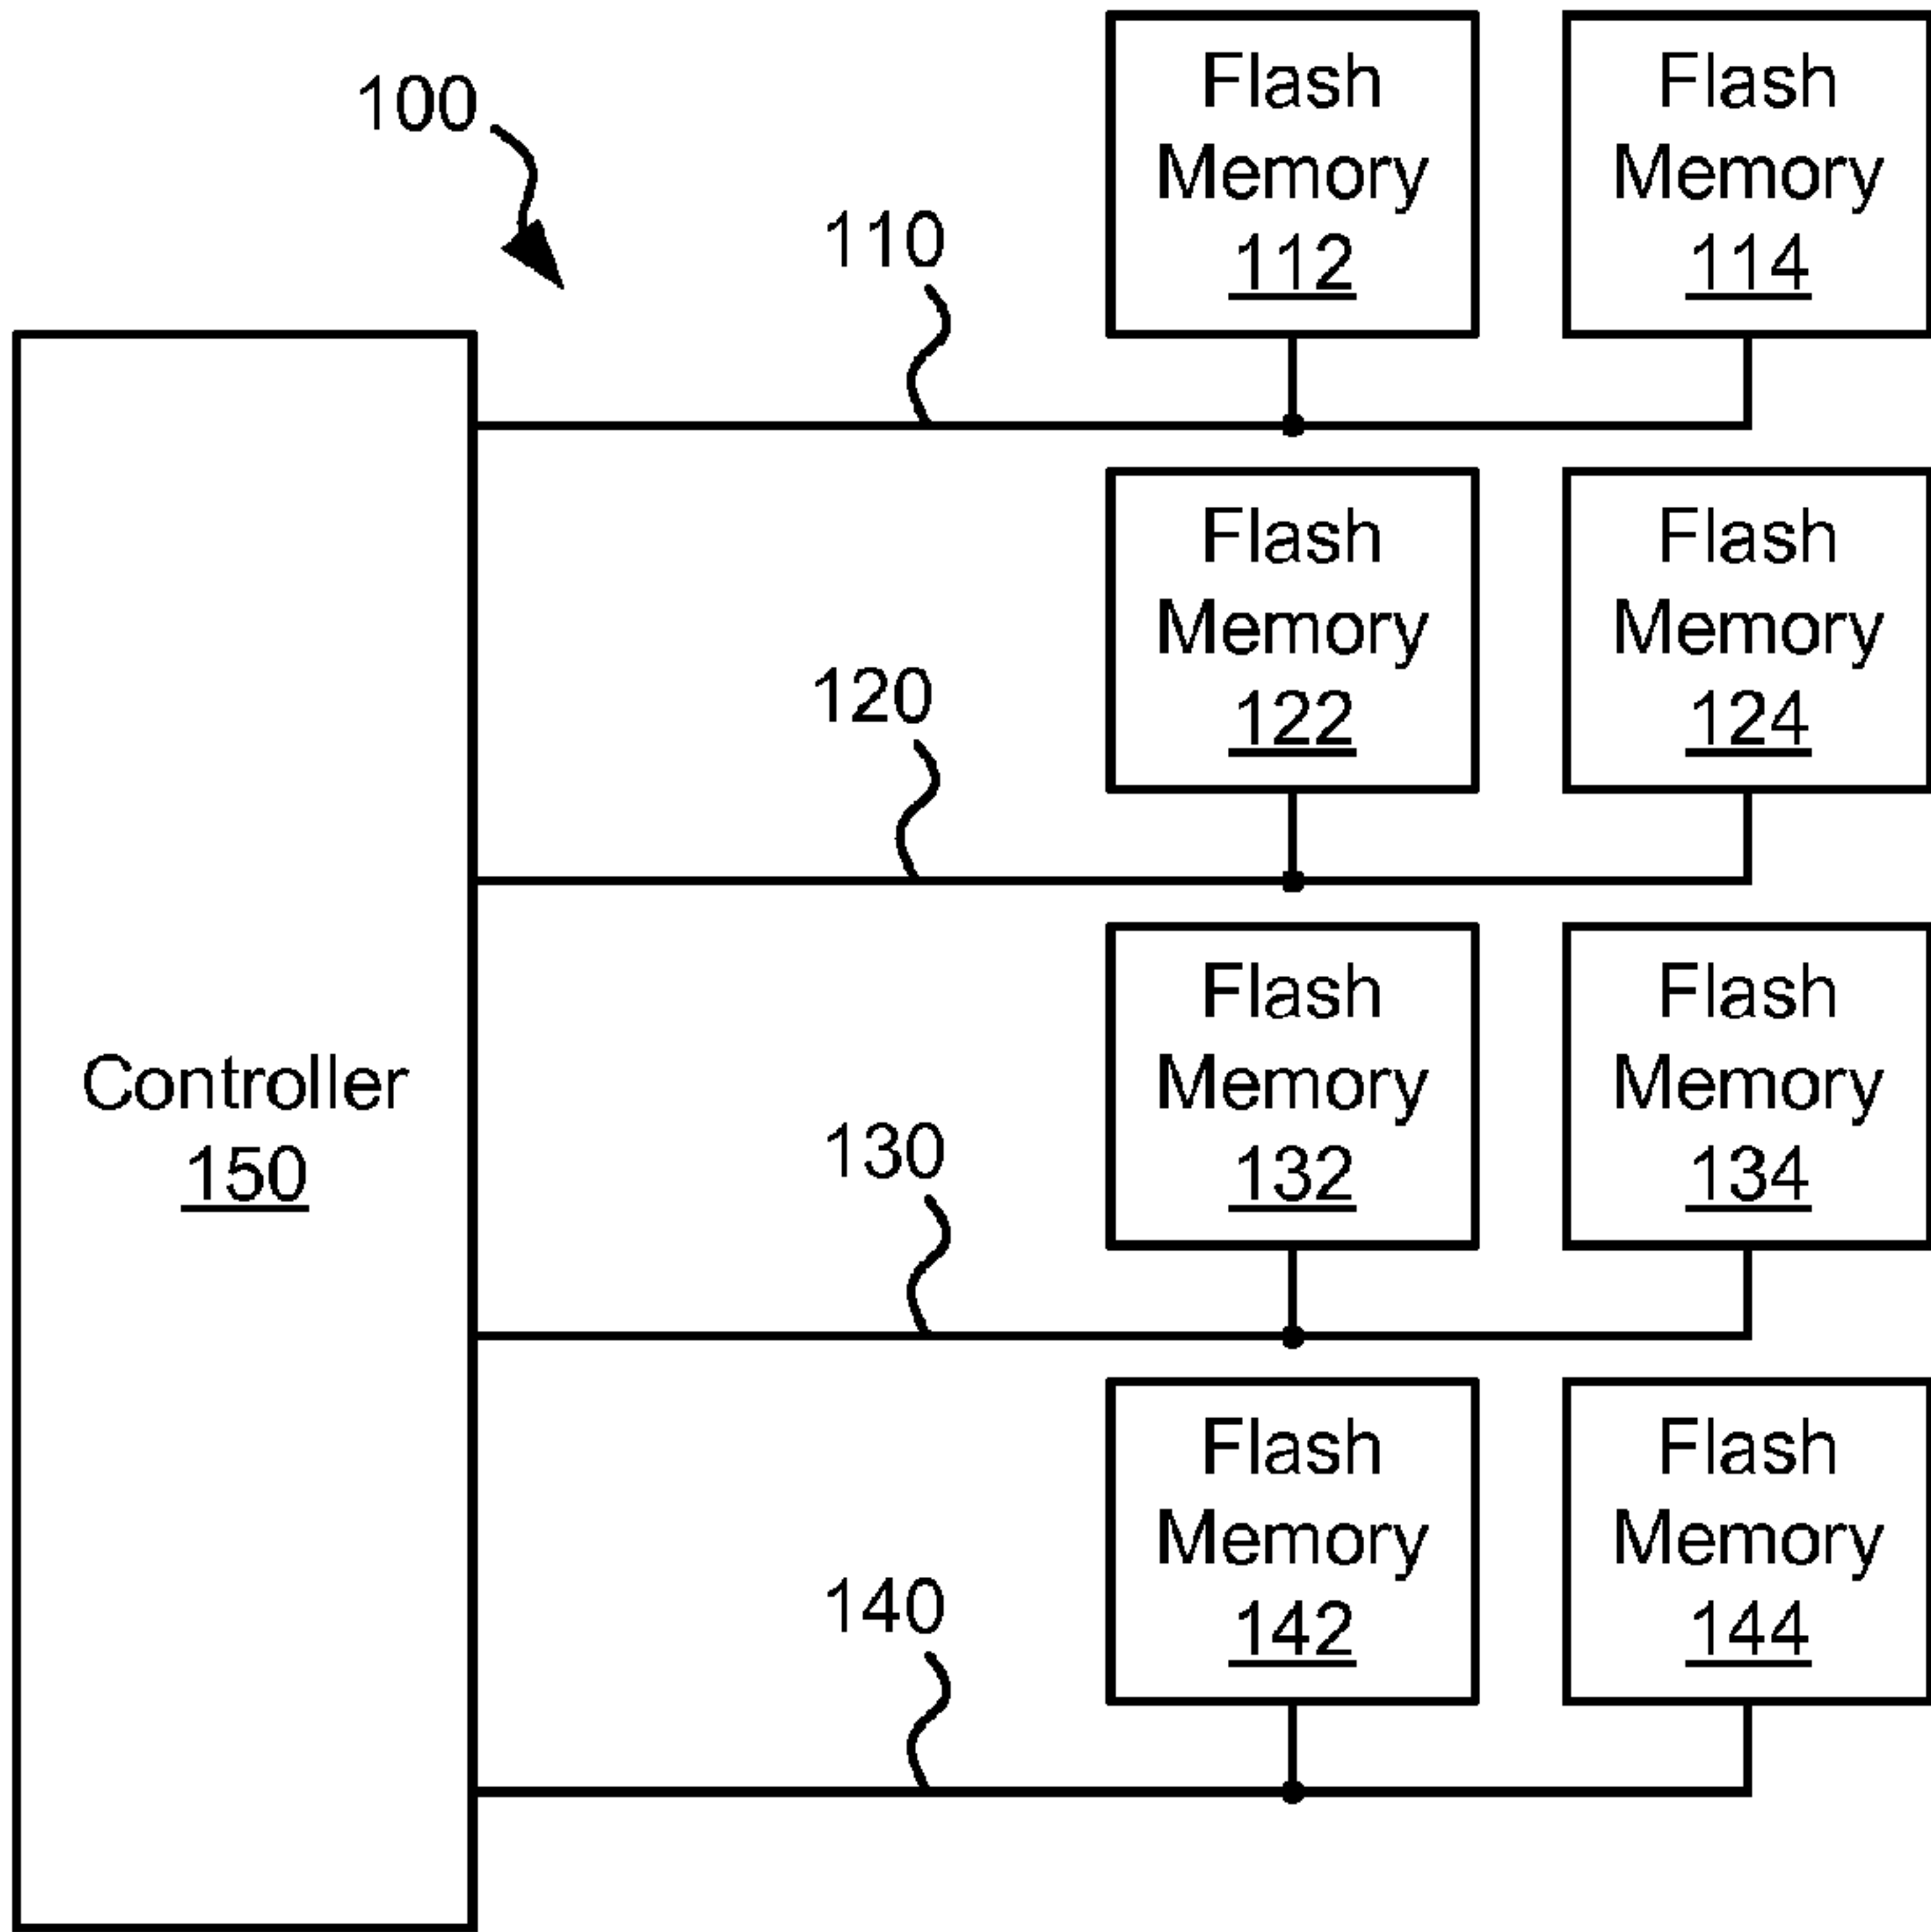 100
110
Flash
Memory
112
Flash
Memory
114
120
Flash
Memory
122
Flash
Memory
124
Controller
150
130
Flash
Memory
132
Flash
Memory
134
140
Flash
Memory
142
Flash
Memory
144